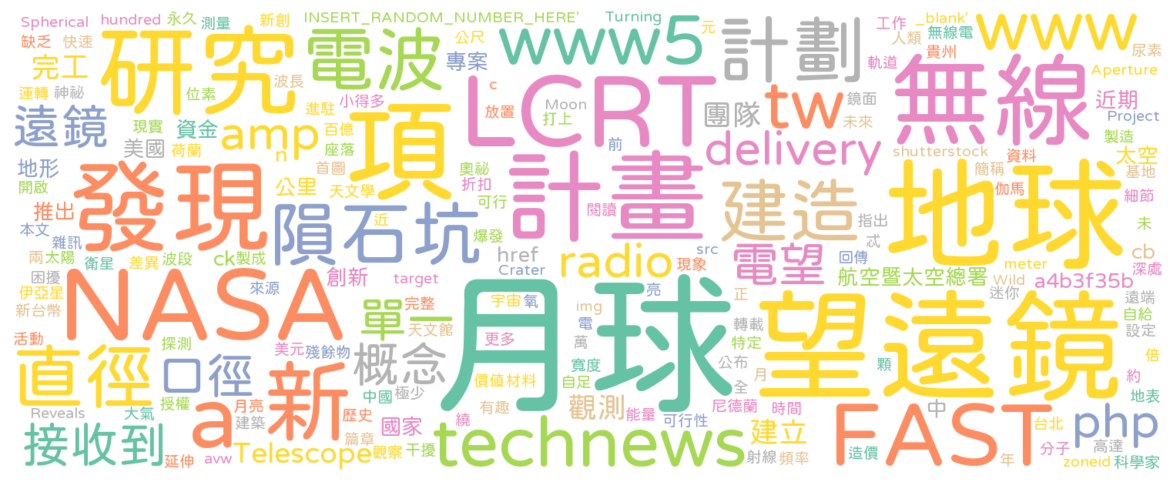 Spherical hundred 永久 測量 新創 INSERT_RANDOM_NUMBER_HERE' Turning 元 工作 _blank' www
缺乏 快速 研究 電波 公尺 www5 計劃 人類 無線電 尿素
完工 波長 專案 軌道 貴州 Aperture
運轉 神祕 位素 進駐 小得多 c LCRT Moon 鏡面 無線 近期
遠鏡 現實 資金 amp 百億 項 放置 打上 團隊 tw 未來 Project
美國 荷蘭 n 座落 前 delivery shutterstock 製造
地形 發現 首圖 奧祕 計畫 簡稱 資料 太空
開啟 公里 天文學 折扣 可行 閱讀 建造 伽馬 基地 細節
推出 隕石坑 近 指出 地球 未
本文 雜訊 爆發 忒
兩 太陽 波段 ck 製成 href radio src 電望 回傳 cb 深處
困擾 衛星 差異 創新 target Crater 現象 航空暨太空總署 meter Wild a4b3f35b
伊亞星 NASA 來源 完整 月球 宇宙 氧 img 亮 正 望遠鏡 迷你 遠端
新台幣 單一 天文館 電 轉載 自給
活動 探測 美元 更多 萬 特定 設定
直徑 口徑 新 殘餘物 概念 寬度 公布 顆 倍
中國 極少 價值 材料 自足 全 月 約
Reveals 大氣 授權 月亮 歷史 有趣 觀測 能量 尼德蘭 時間 FAST 中 php 地表
建築 a 國家 繞 technews 可行性 建立 台北
接收到 篇章 觀察 干擾 射線 頻率 造價 年 分子 高達
延伸 avw Telescope zoneid 科學家